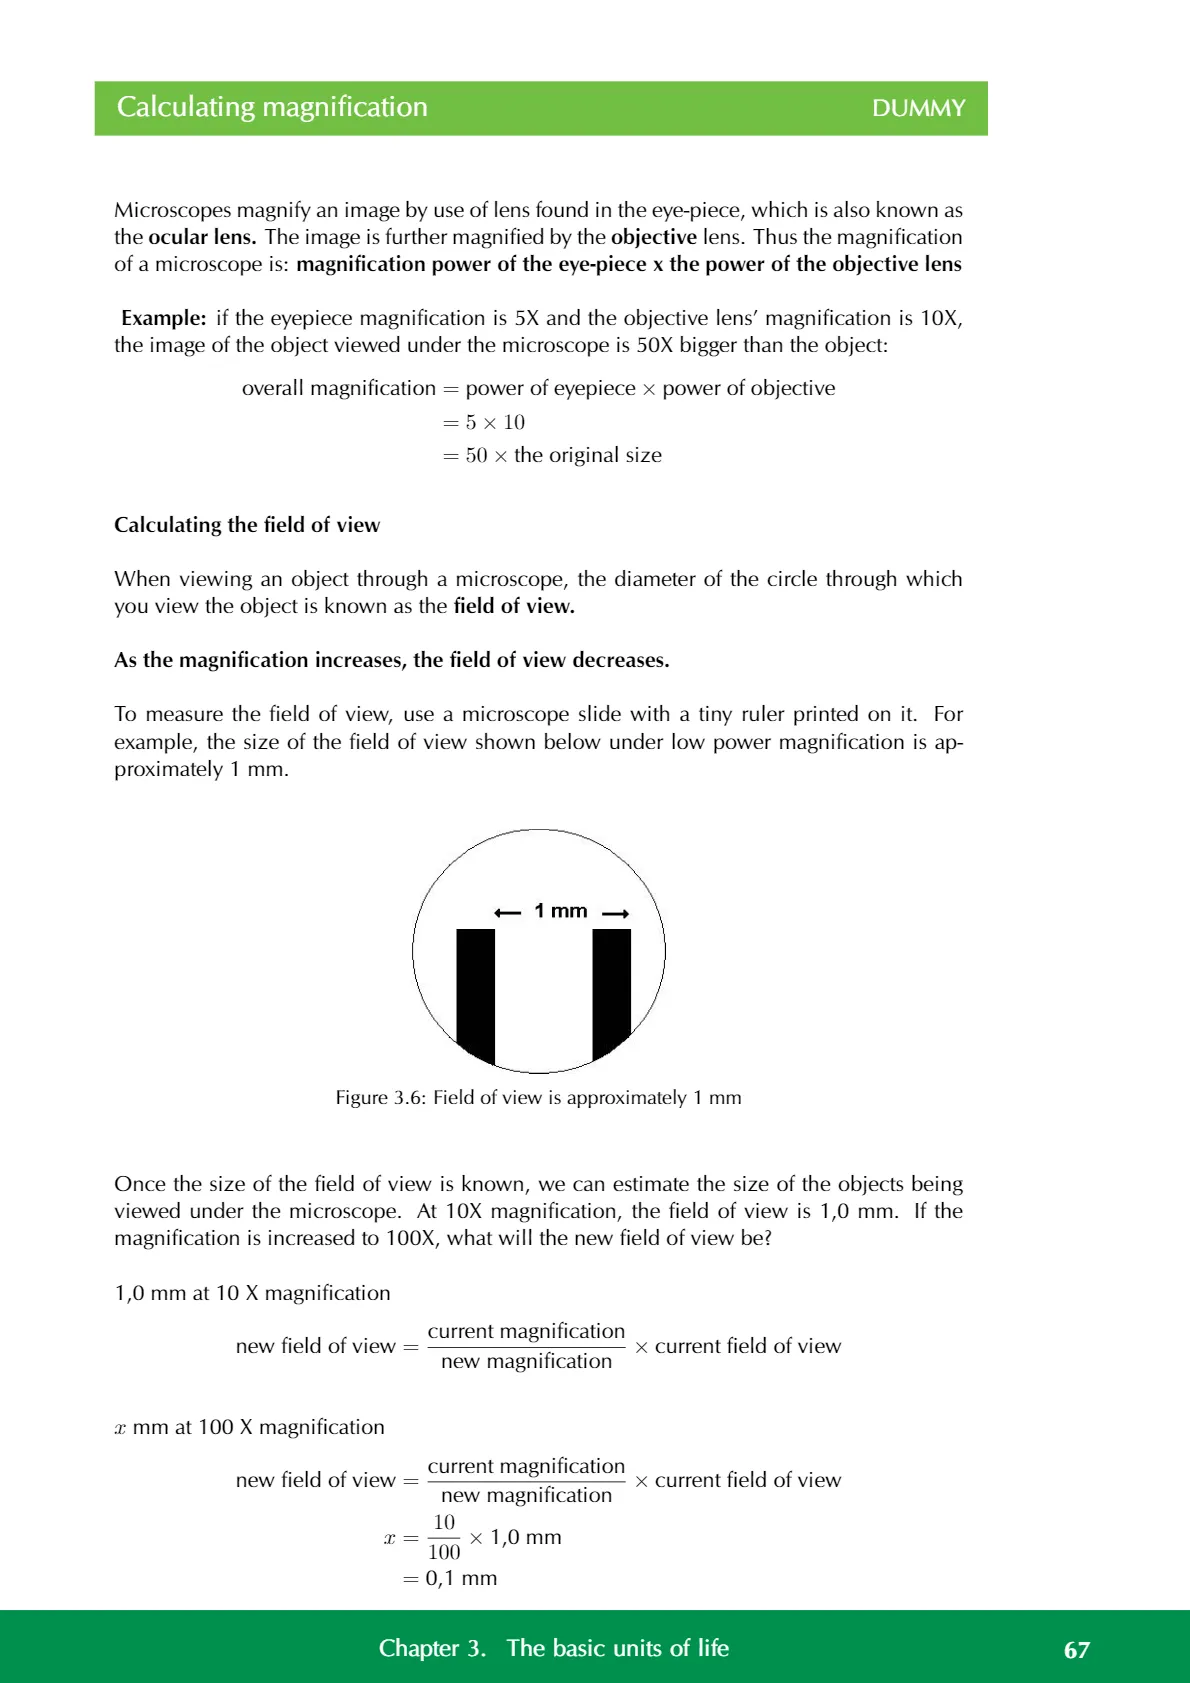 Calculating magnification DUMMY
Microscopes magnify an image by use of lens found in the eye-piece, which is also known as
the ocular lens. The image is further magnified by the objective lens. Thus the magnification
of a microscope is: magnification power of the eye-piece x the power of the objective lens
Example: if the eyepiece magnification is 5X and the objective lens’ magnification is 10X,
the image of the object viewed under the microscope is 50X bigger than the object:
overall magnification = power of eyepiece × power of objective
= 5 × 10
= 50 × the original size
Calculating the field of view
When viewing an object through a microscope, the diameter of the circle through which
you view the object is known as the field of view.
As the magnification increases, the field of view decreases.
To measure the field of view, use a microscope slide with a tiny ruler printed on it. For
example, the size of the field of view shown below under low power magnification is ap-
proximately 1 mm.
1 mm
Figure 3.6: Field of view is approximately 1 mm
Once the size of the field of view is known, we can estimate the size of the objects being
viewed under the microscope. At 10X magnification, the field of view is 1,0 mm. If the
magnification is increased to 100X, what will the new field of view be?
1,0 mm at 10 X magnification
current magnification
new field of view = × current field of view
new magnification
x mm at 100 X magnification
current magnification
new field of view = × current field of view
new magnification
10
x = × 1,0 mm
100
= 0,1 mm
Chapter 3. The basic units of life 67